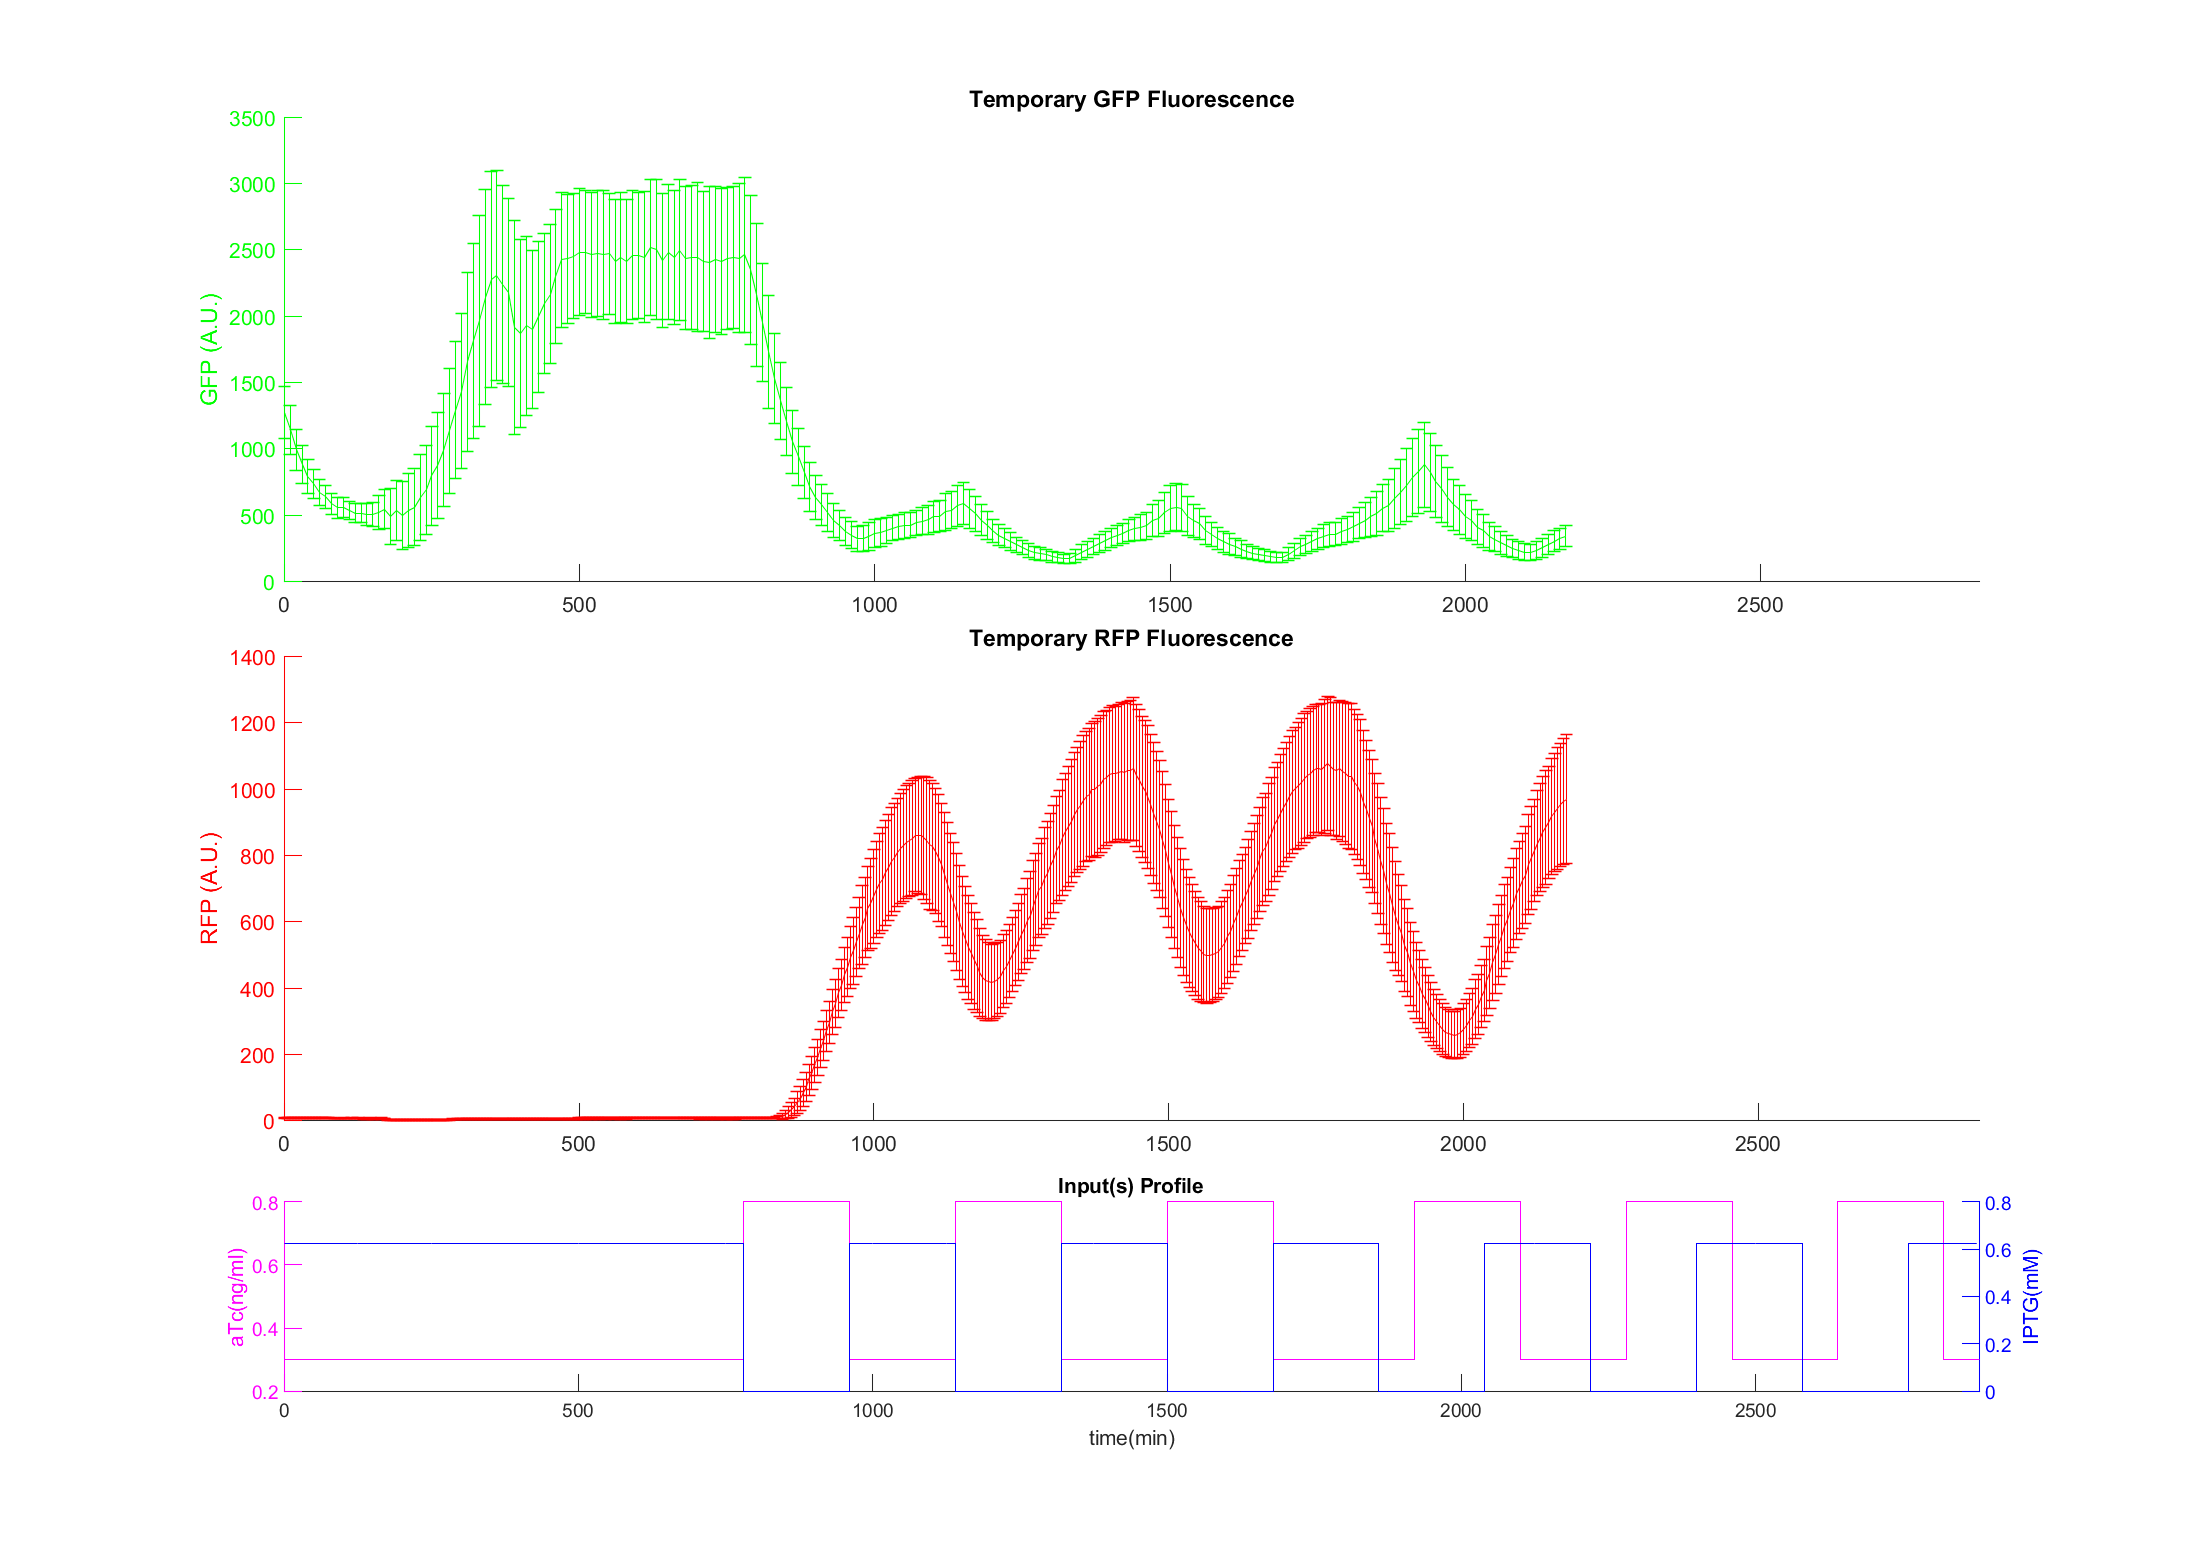 Temporary GFP Fluorescence
3500
3000
2500
2000
1500
1000
500
0
GFP (A.U.)
0 500 1000 1500 2000 2500
Temporary RFP Fluorescence
1400
1200
1000
800
600
400
200
0
RFP (A.U.)
0 500 1000 1500 2000 2500
Input(s) Profile
0.8
0.6
0.4
0.2
aTc(ng/ml)
0.8
0.6
0.4
0.2
0
IPTG(mM)
0 500 1000 1500 2000 2500
time(min)